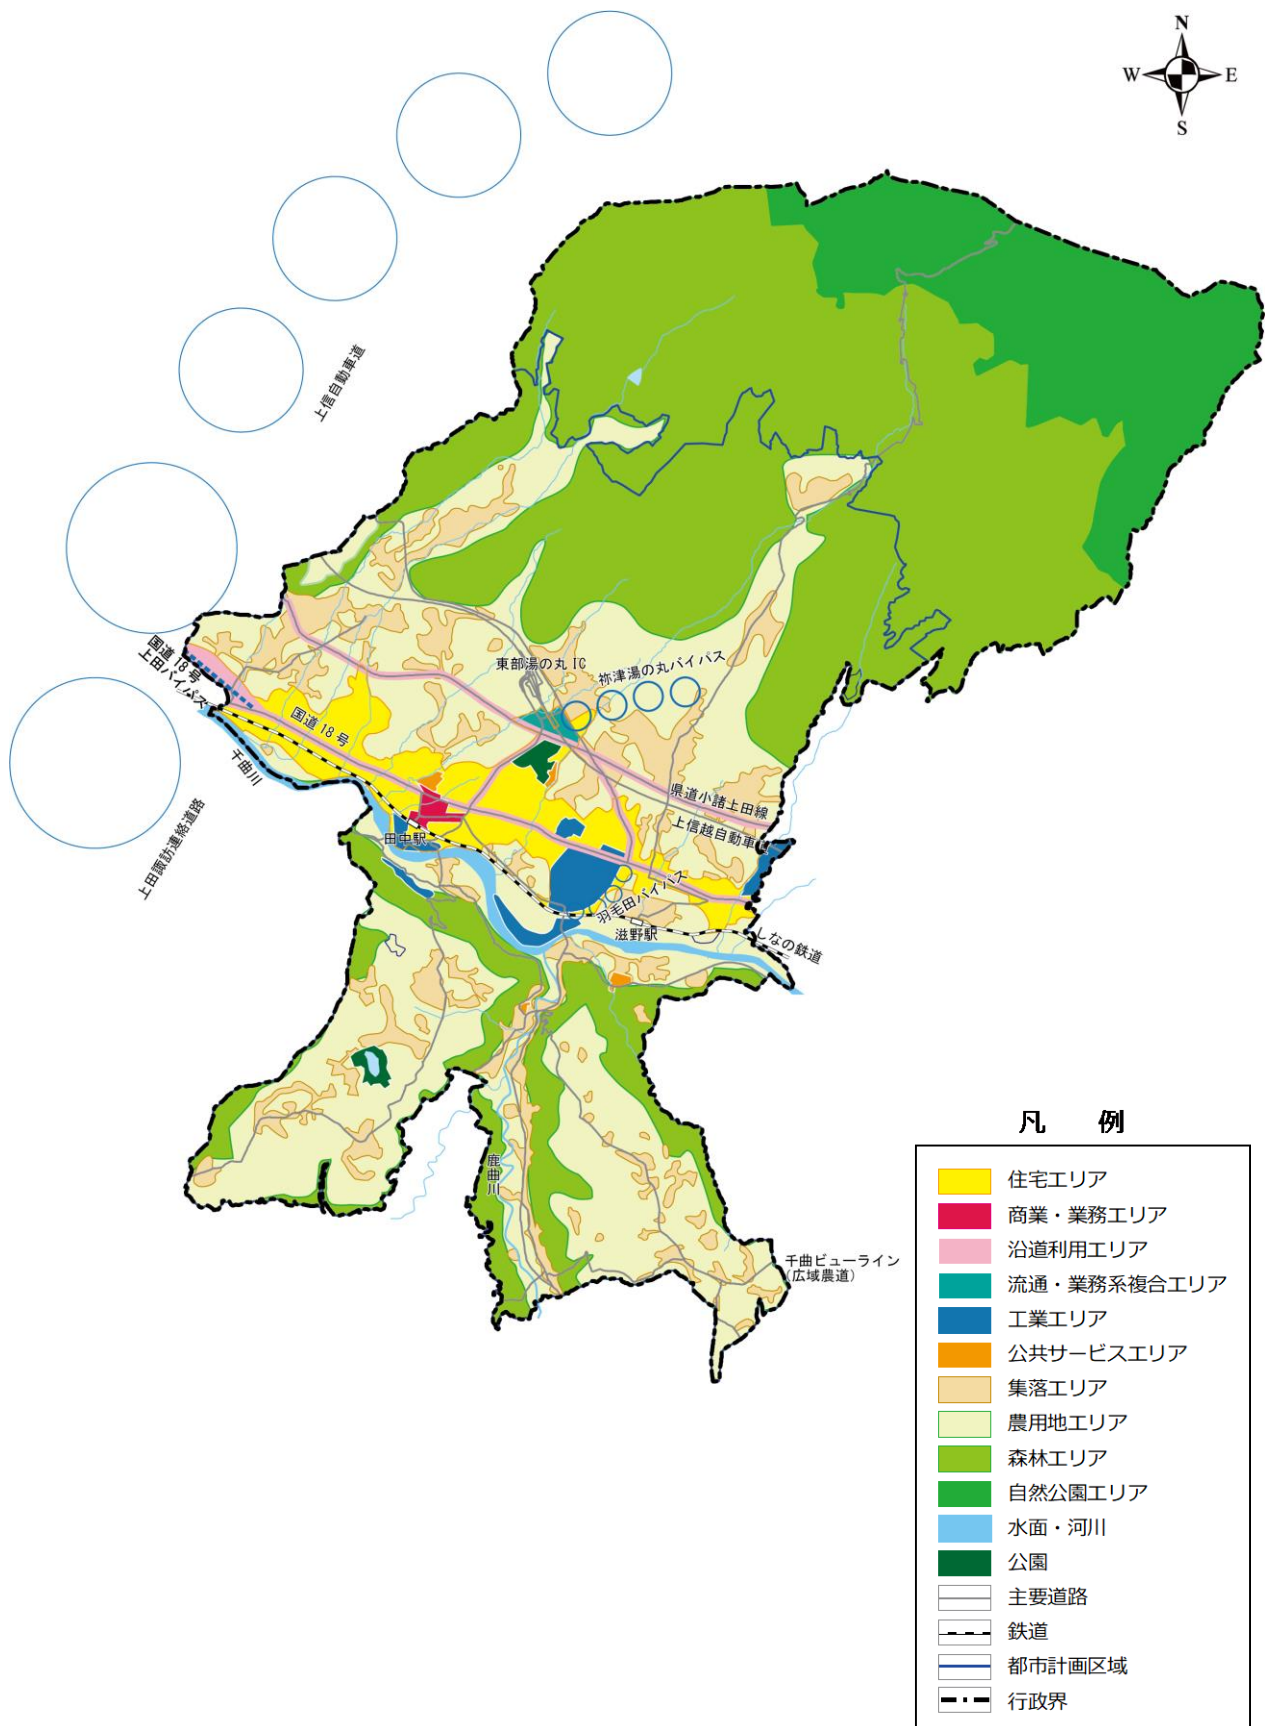 N
W E
S
上信自動車道
国道18号
上田バイパス
東部湯の丸IC
祢津湯の丸バイパス
国道18号
千曲川
上田諏訪連絡道路
県道小諸上田線
上信越自動車道
田中駅
羽毛田バイパス
滋野駅
しなの鉄道
鹿曲川
千曲ビューライン
(広域農道)
凡 例
住宅エリア
商業・業務エリア
沿道利用エリア
流通・業務系複合エリア
工業エリア
公共サービスエリア
集落エリア
農用地エリア
森林エリア
自然公園エリア
水面・河川
公園
主要道路
鉄道
都市計画区域
行政界